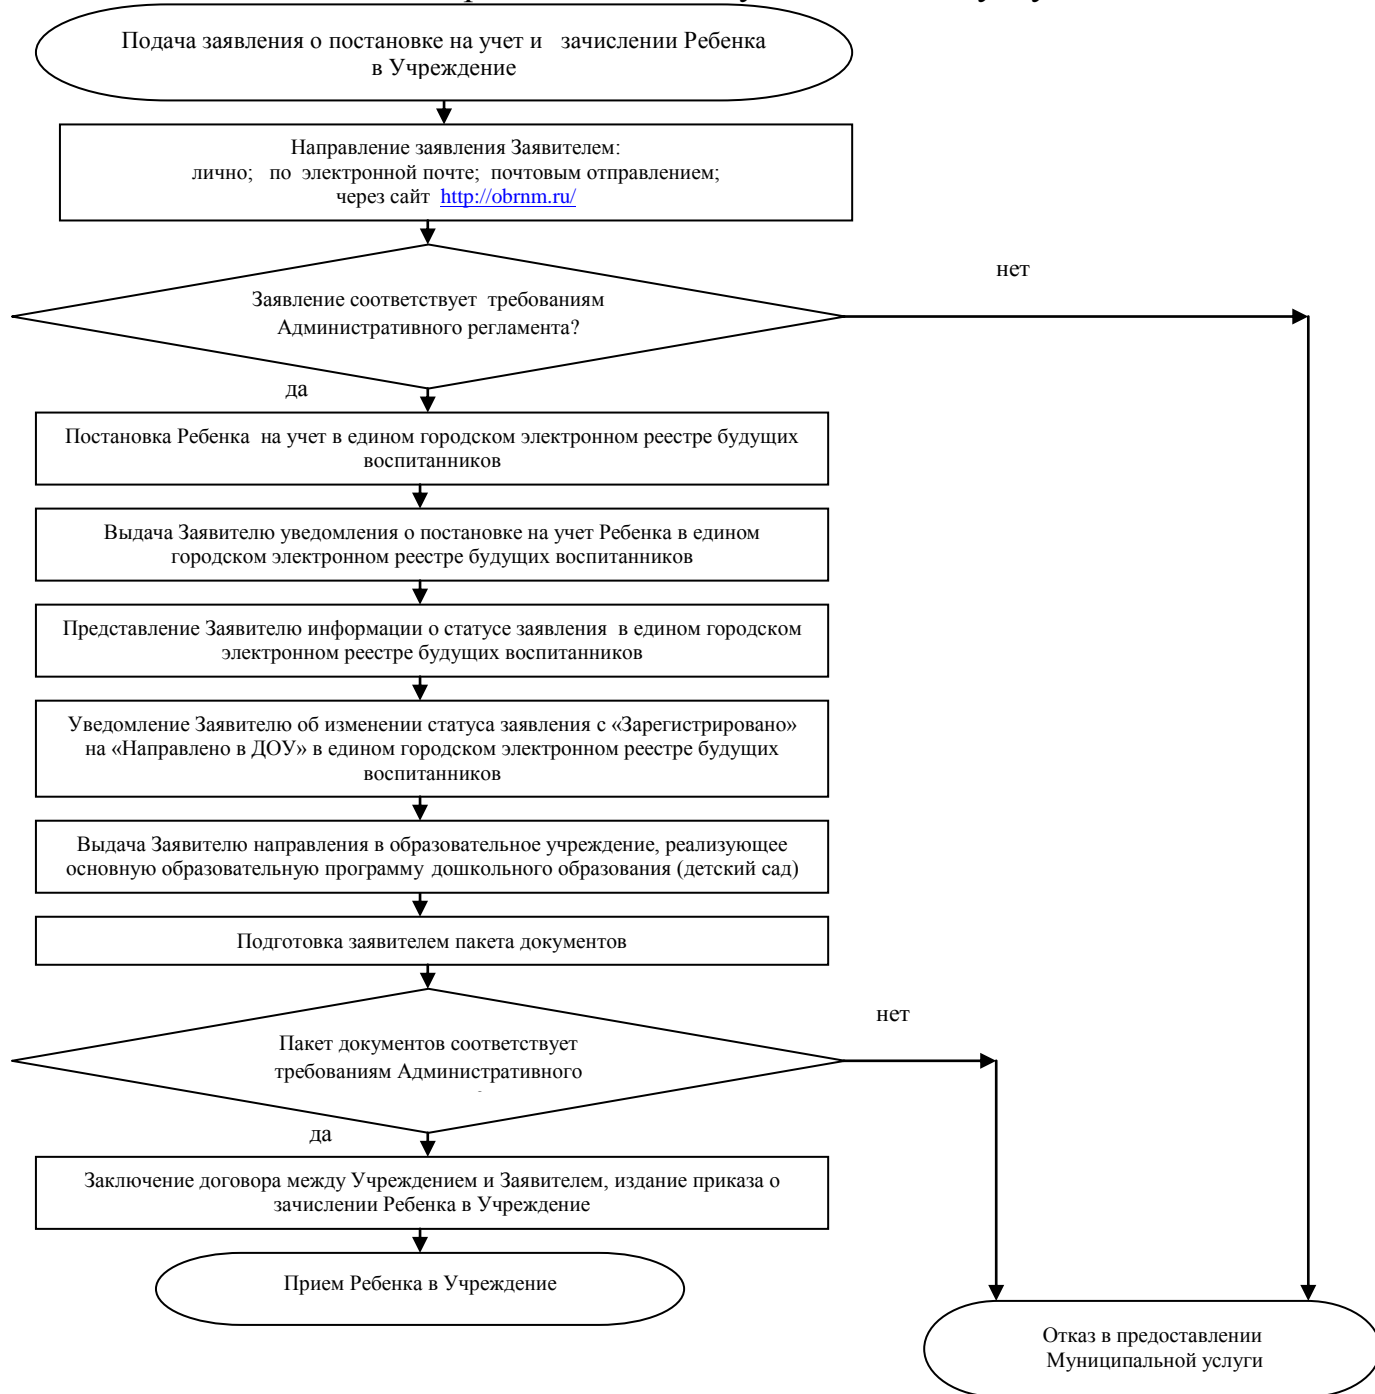 Подача заявления о постановке на учет и зачислении Ребенка
в Учреждение
Направление заявления Заявителем:
лично; по электронной почте; почтовым отправлением;
через сайт http://obrnm.ru/
нет
Заявление соответствует требованиям
Административного регламента?
да
Постановка Ребенка на учет в едином городском электронном реестре будущих
воспитанников
Выдача Заявителю уведомления о постановке на учет Ребенка в едином
городском электронном реестре будущих воспитанников
Представление Заявителю информации о статусе заявления в едином городском
электронном реестре будущих воспитанников
Уведомление Заявителю об изменении статуса заявления с «Зарегистрировано»
на «Направлено в ДОУ» в едином городском электронном реестре будущих
воспитанников
Выдача Заявителю направления в образовательное учреждение, реализующее
основную образовательную программу дошкольного образования (детский сад)
Подготовка заявителем пакета документов
нет
Пакет документов соответствует
требованиям Административного
да
Заключение договора между Учреждением и Заявителем, издание приказа о
зачислении Ребенка в Учреждение
Прием Ребенка в Учреждение
Отказ в предоставлении
Муниципальной услуги